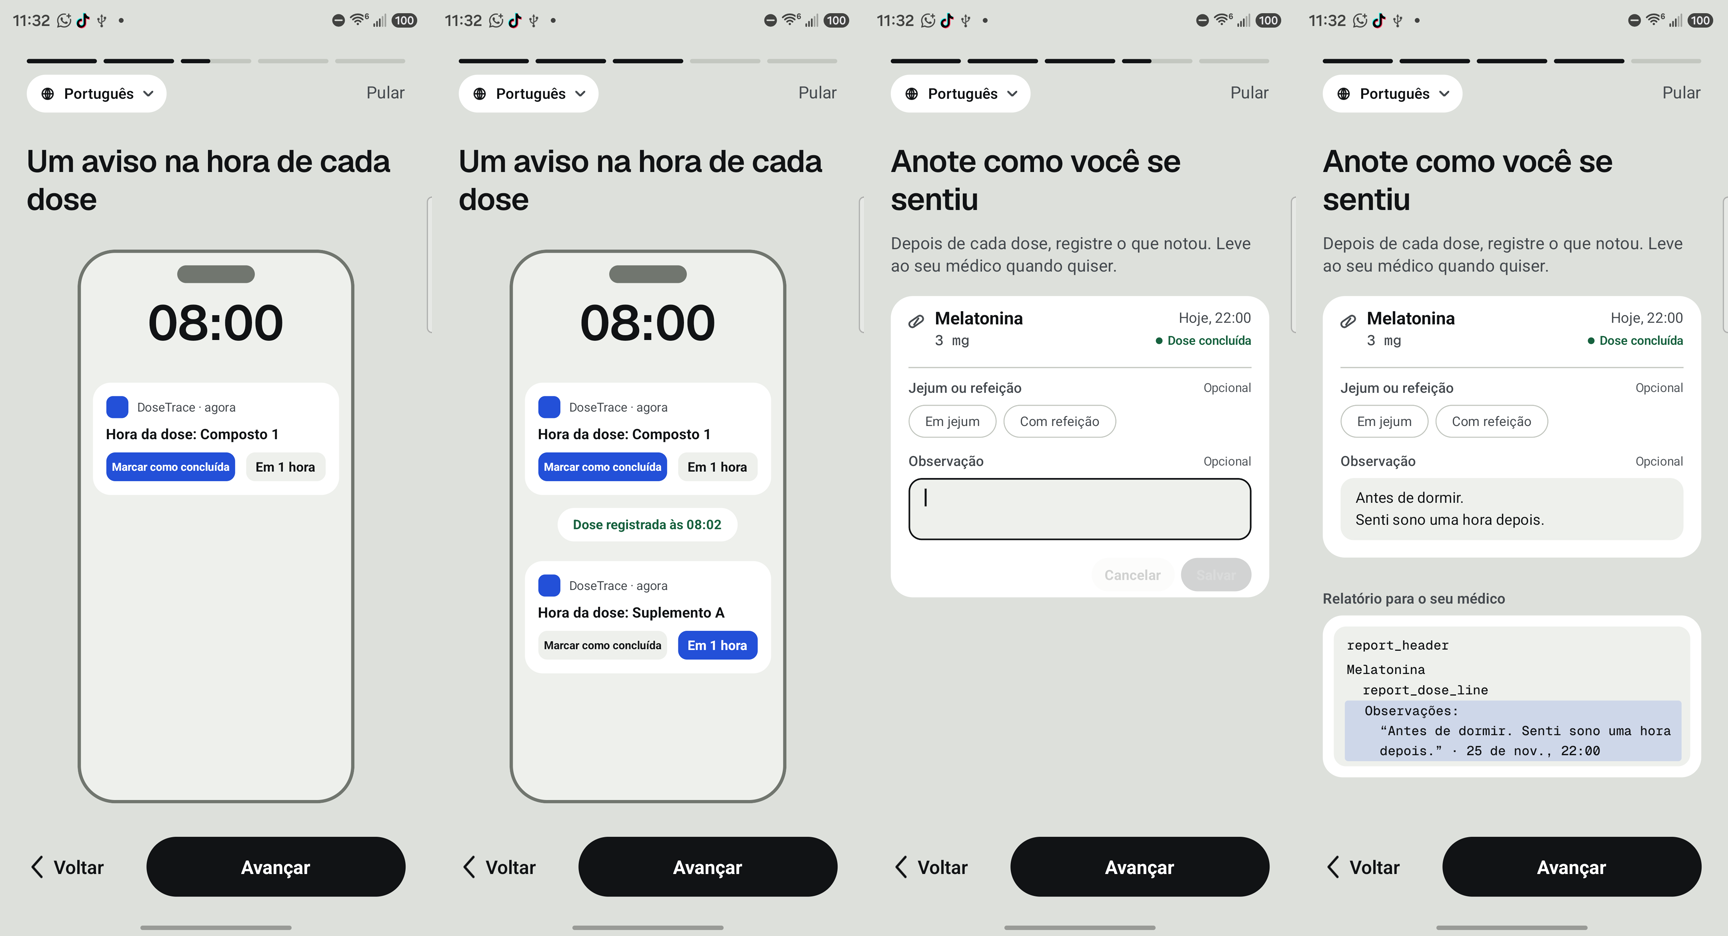 11:32
100
Português
Pular
Um aviso na hora de cada
dose
08:00
DoseTrace · agora
Hora da dose: Composto 1
Marcar como concluída
Em 1 hora
Voltar
Avançar
11:32
100
Português
Pular
Um aviso na hora de cada
dose
08:00
DoseTrace · agora
Hora da dose: Composto 1
Marcar como concluída
Em 1 hora
Dose registrada às 08:02
DoseTrace · agora
Hora da dose: Suplemento A
Marcar como concluída
Em 1 hora
Voltar
Avançar
11:32
100
Português
Pular
Anote como você se
sentiu
Depois de cada dose, registre o que notou. Leve
ao seu médico quando quiser.
Melatonina
Hoje, 22:00
3 mg
Dose concluída
Jejum ou refeição
Opcional
Em jejum
Com refeição
Observação
Opcional
Cancelar
Salvar
Voltar
Avançar
11:32
100
Português
Pular
Anote como você se
sentiu
Depois de cada dose, registre o que notou. Leve
ao seu médico quando quiser.
Melatonina
Hoje, 22:00
3 mg
Dose concluída
Jejum ou refeição
Opcional
Em jejum
Com refeição
Observação
Opcional
Antes de dormir.
Senti sono uma hora depois.
Relatório para o seu médico
report_header
Melatonina
report_dose_line
Observações:
“Antes de dormir. Senti sono uma hora
depois.” · 25 de nov., 22:00
Voltar
Avançar